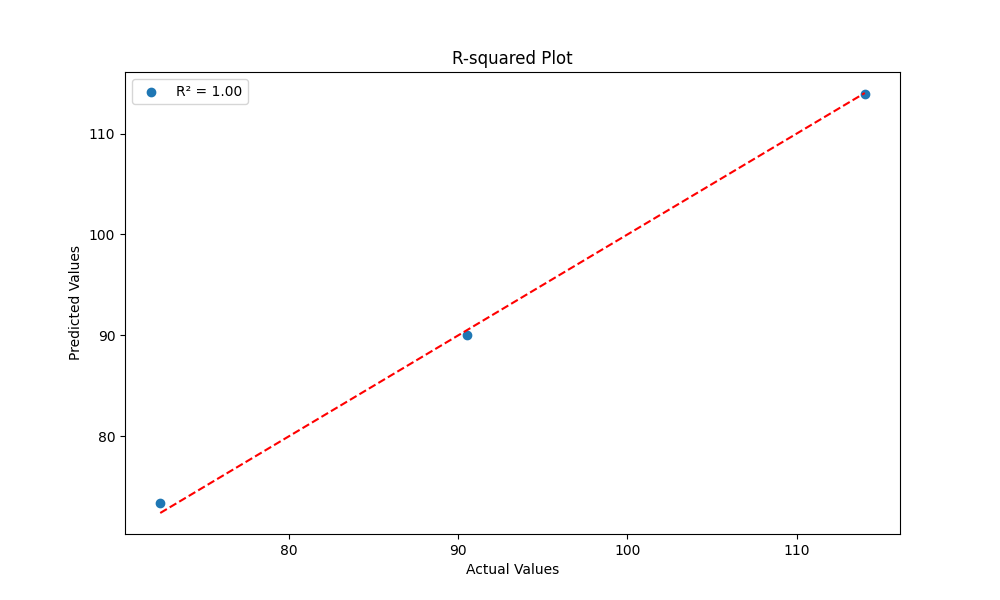 R-squared Plot
R² = 1.00
110
100
90
80
Predicted Values
80
90
100
110
Actual Values